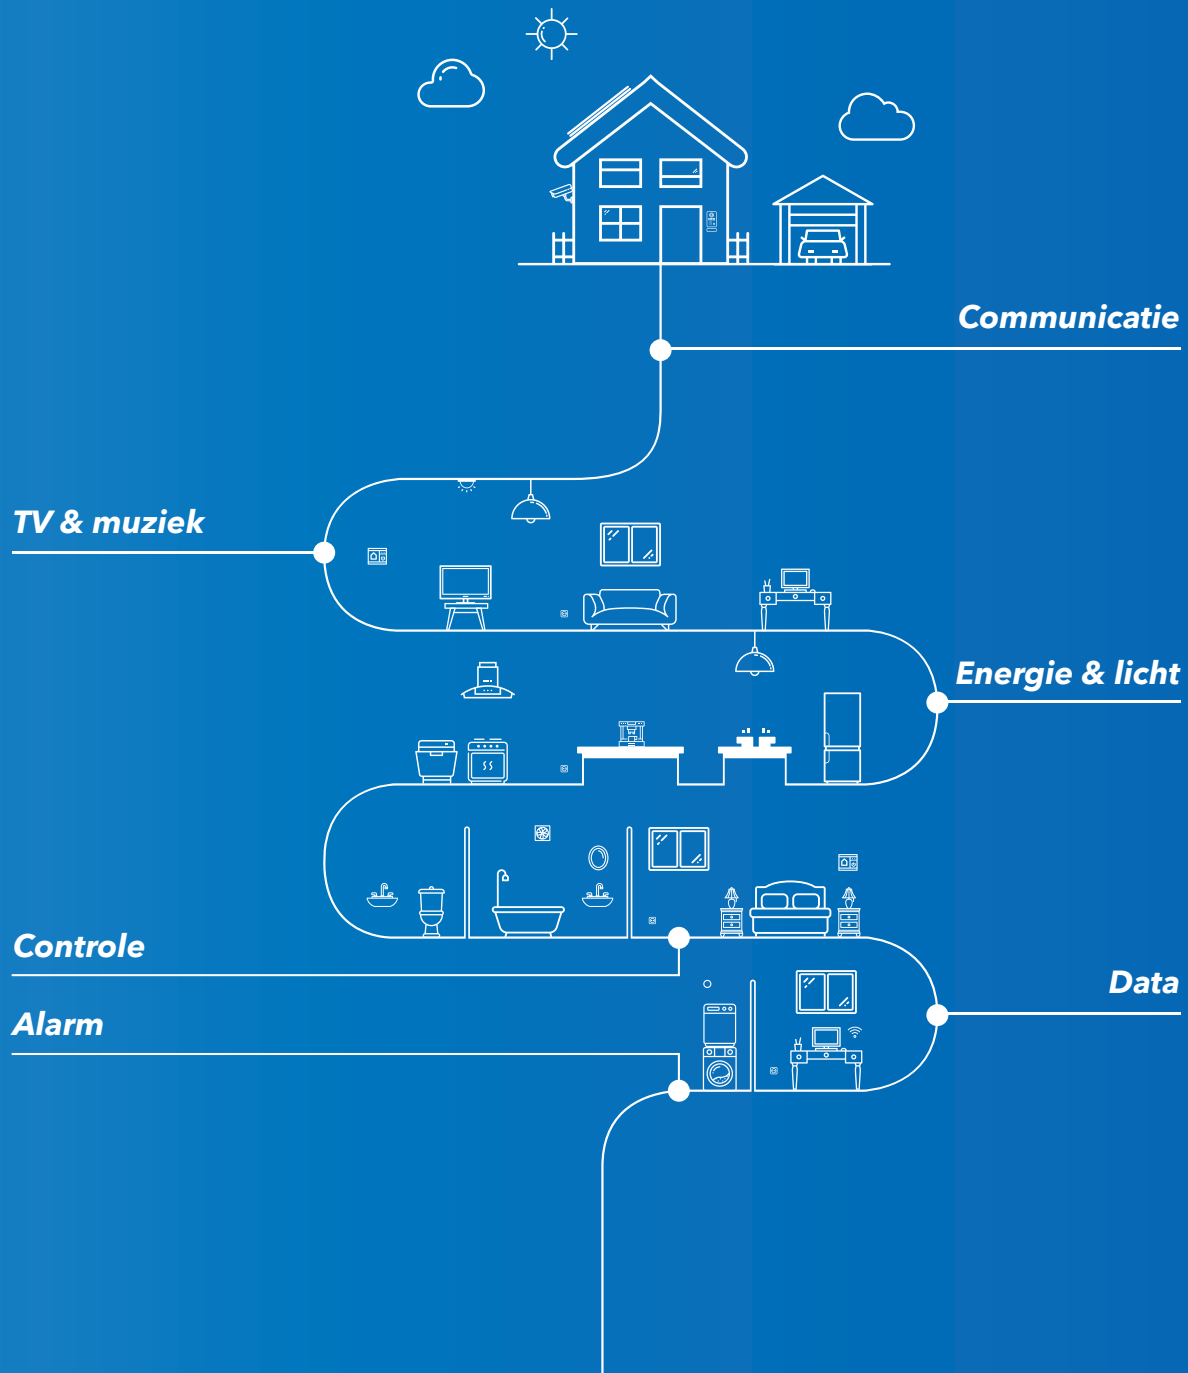 Communicatie
TV & muziek
Energie & licht
Controle
Data
Alarm